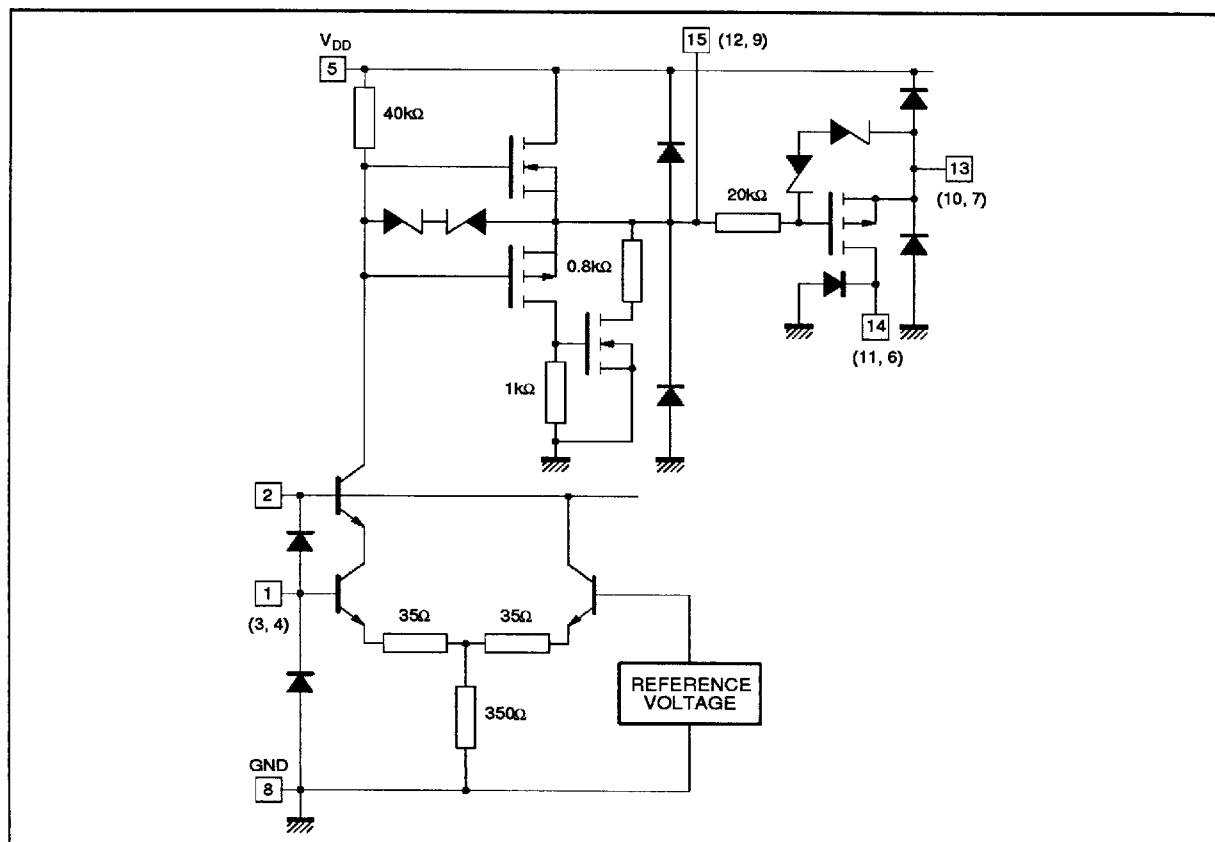 VDD
5
15 (12, 9)
40kΩ
13
(10, 7)
20kΩ
0.8kΩ
14
(11, 6)
1kΩ
2
1
(3, 4)
35Ω
35Ω
REFERENCE
VOLTAGE
350Ω
GND
8